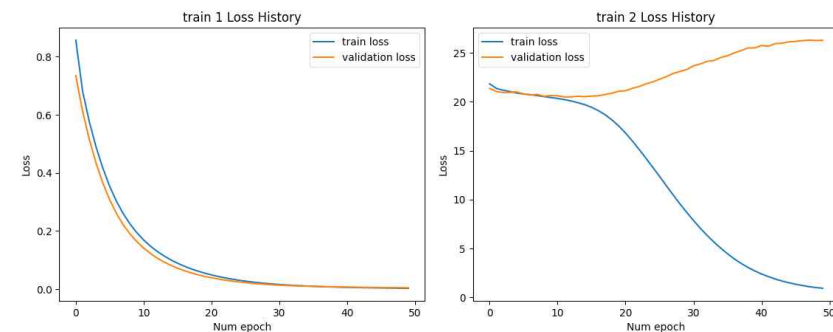 train 1 Loss History
train loss
validation loss
0.8
0.6
0.4
0.2
0.0
Loss
0
10
20
30
40
50
Num epoch
train 2 Loss History
train loss
validation loss
25
20
15
10
5
0
Loss
0
10
20
30
40
50
Num epoch